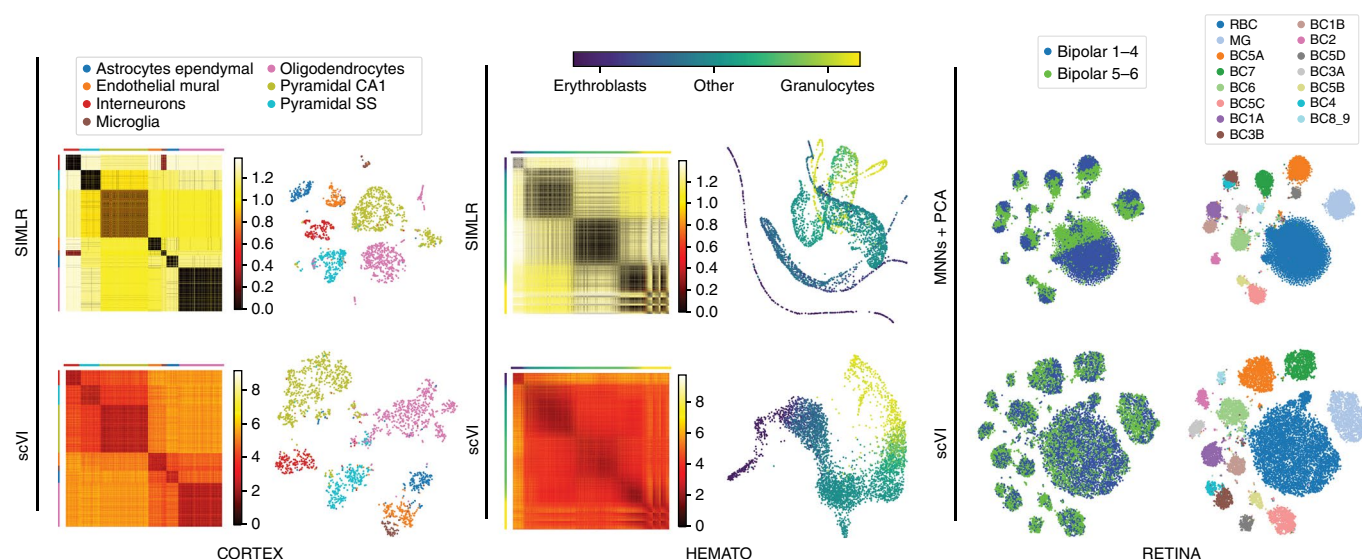 Astrocytes ependymal
Endothelial mural
Interneurons
Microglia
Oligodendrocytes
Pyramidal CA1
Pyramidal SS
SIMLR
1.2
1.0
0.8
0.6
0.4
0.2
0.0
scVI
8
6
4
2
0
CORTEX
Erythroblasts Other Granulocytes
SIMLR
1.2
1.0
0.8
0.6
0.4
0.2
0.0
scVI
8
6
4
2
0
HEMATO
Bipolar 1–4
Bipolar 5–6
RBC
MG
BC5A
BC7
BC6
BC5C
BC1A
BC3B
BC1B
BC2
BC5D
BC3A
BC5B
BC4
BC8_9
MNNs + PCA
scVI
RETINA